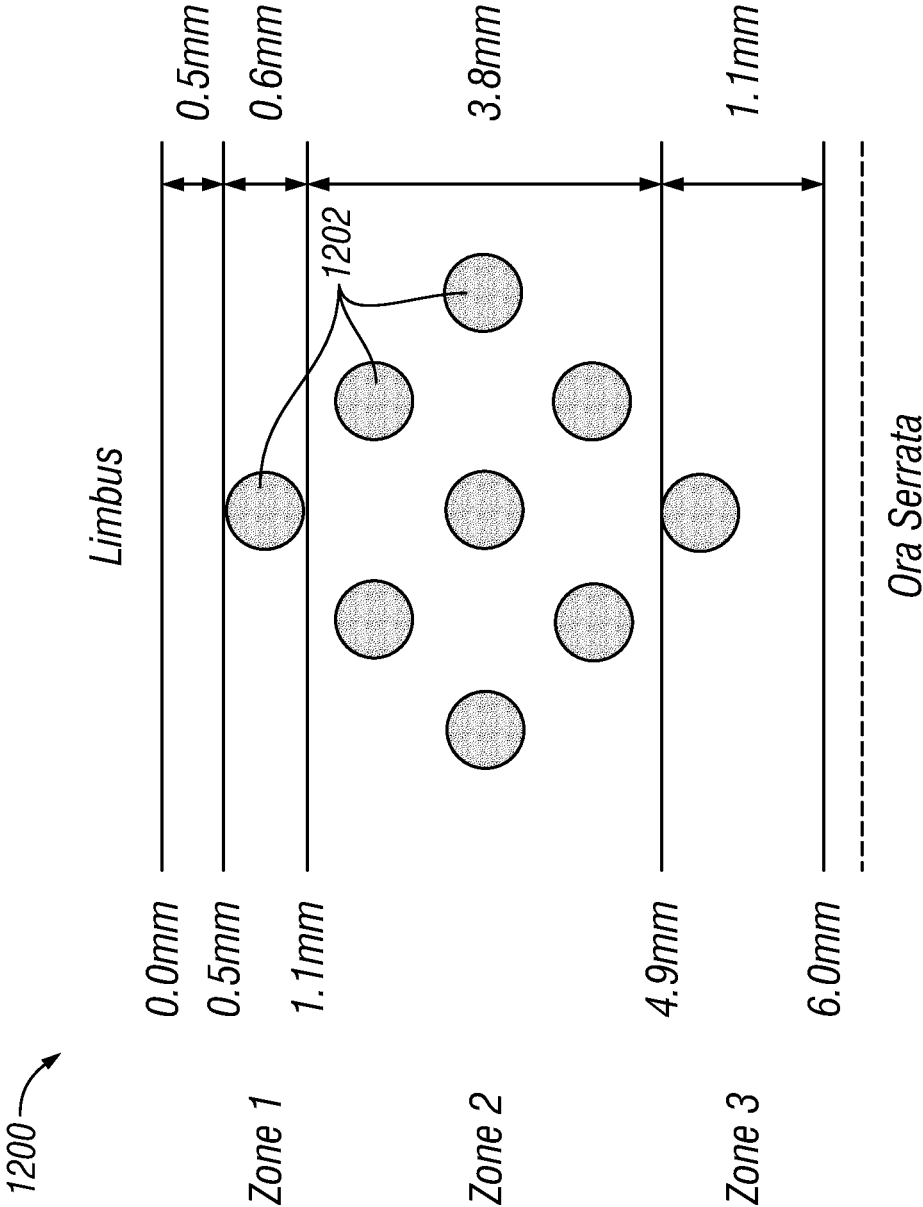 1200
Limbus
0.0mm
0.5mm
0.5mm
Zone 1
0.6mm
1.1mm
1202
Zone 2
3.8mm
4.9mm
Zone 3
1.1mm
6.0mm
Ora Serrata